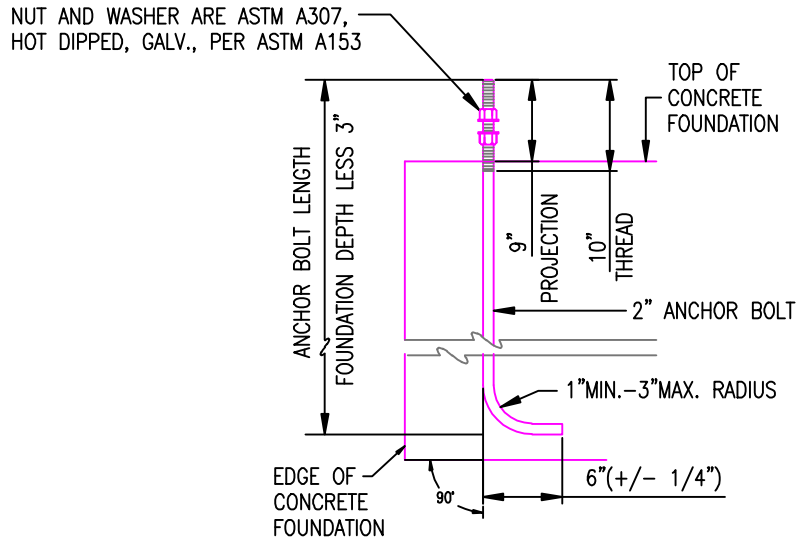 NUT AND WASHER ARE ASTM A307,
HOT DIPPED, GALV., PER ASTM A153
TOP OF
CONCRETE
FOUNDATION
ANCHOR BOLT LENGTH
FOUNDATION DEPTH LESS 3"
9"
PROJECTION
10"
THREAD
2" ANCHOR BOLT
1"MIN.-3"MAX. RADIUS
EDGE OF
CONCRETE
FOUNDATION
90°
6"(+/- 1/4")